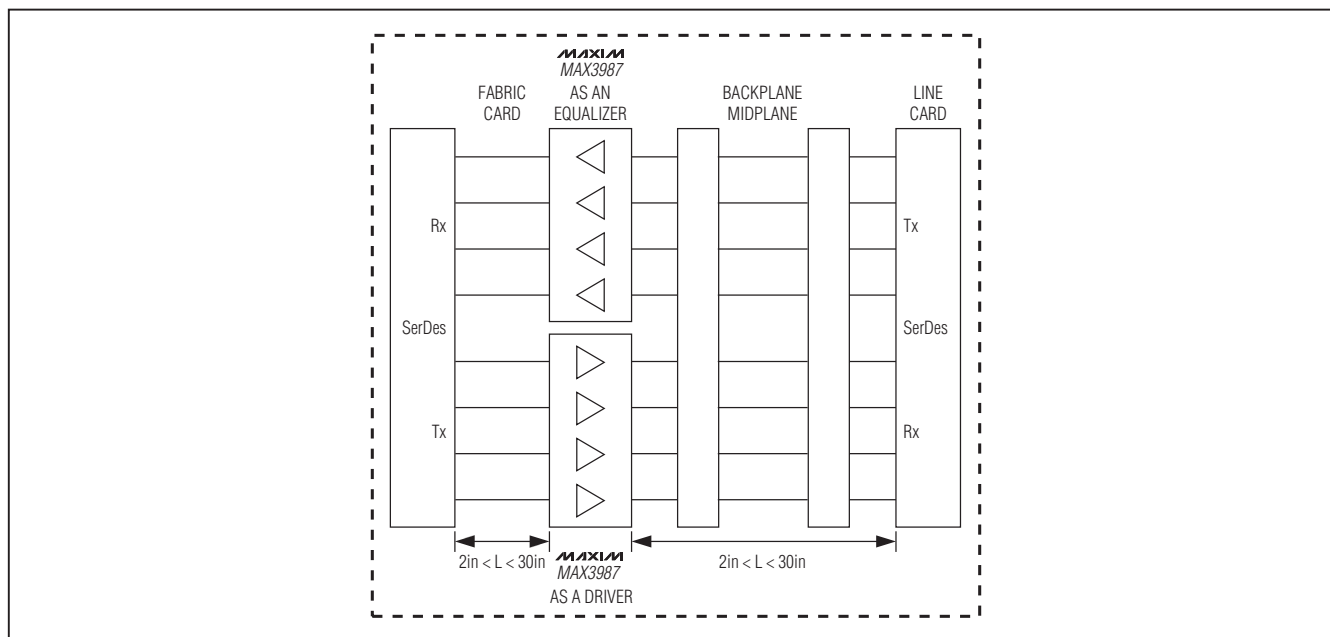 MAXIM
MAX3987
AS AN
EQUALIZER
FABRIC
CARD
BACKPLANE
MIDPLANE
LINE
CARD
Rx
Tx
SerDes
SerDes
Tx
Rx
2in < L < 30in
2in < L < 30in
MAXIM
MAX3987
AS A DRIVER